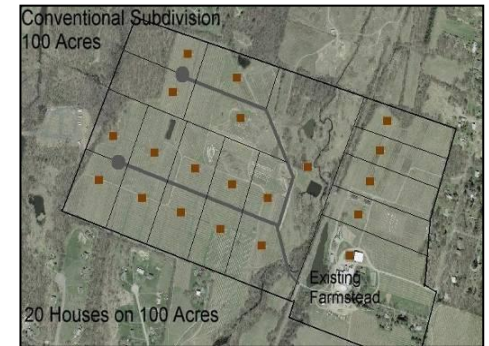 Conventional Subdivision
100 Acres
Existing
Farmstead
20 Houses on 100 Acres